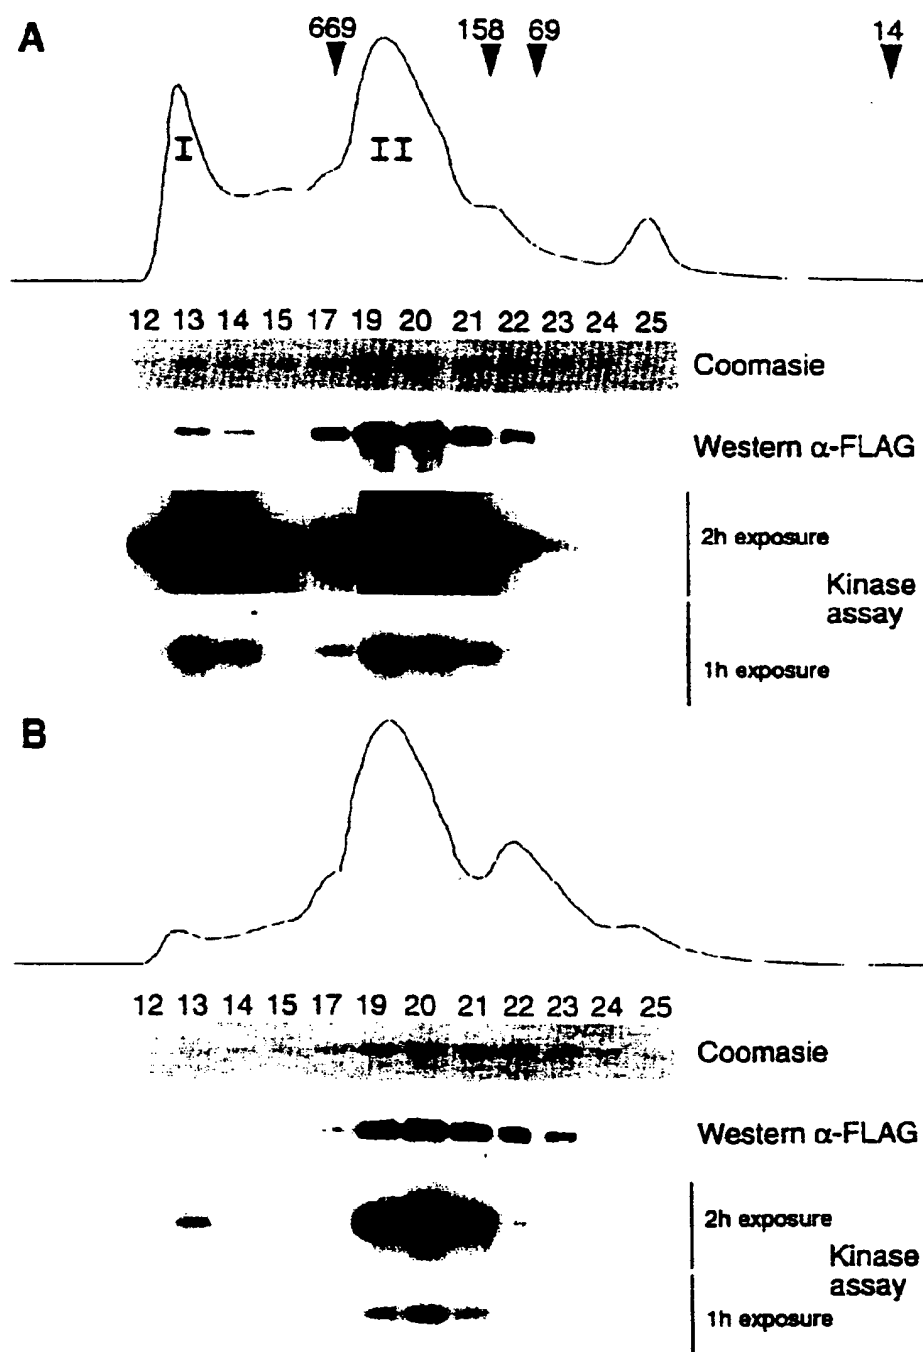 A
669 158 69 14
I II
12 13 14 15 17 19 20 21 22 23 24 25
Coomasie
Western α-FLAG
2h exposure
Kinase
assay
1h exposure
B
12 13 14 15 17 19 20 21 22 23 24 25
Coomasie
Western α-FLAG
2h exposure
Kinase
assay
1h exposure